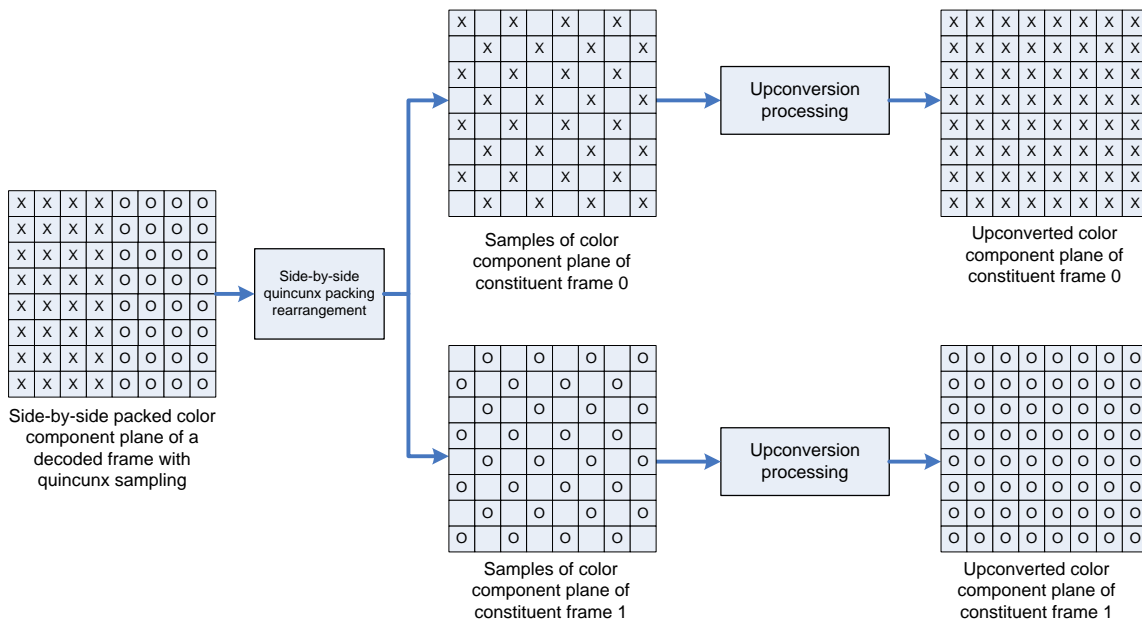 X X X X O O O O
X X X X O O O O
X X X X O O O O
X X X X O O O O
X X X X O O O O
X X X X O O O O
X X X X O O O O
X X X X O O O O
Side-by-side packed color
component plane of a
decoded frame with
quincunx sampling
Side-by-side
quincunx packing
rearrangement
X X X X
X X X X
X X X X
X X X X
X X X X
X X X X
X X X X
X X X X
Samples of color
component plane of
constituent frame 0
Upconversion
processing
X X X X X X X X
X X X X X X X X
X X X X X X X X
X X X X X X X X
X X X X X X X X
X X X X X X X X
X X X X X X X X
X X X X X X X X
Upconverted color
component plane of
constituent frame 0
O O O O
O O O O
O O O O
O O O O
O O O O
O O O O
O O O O
O O O O
Samples of color
component plane of
constituent frame 1
Upconversion
processing
O O O O O O O O
O O O O O O O O
O O O O O O O O
O O O O O O O O
O O O O O O O O
O O O O O O O O
O O O O O O O O
O O O O O O O O
Upconverted color
component plane of
constituent frame 1